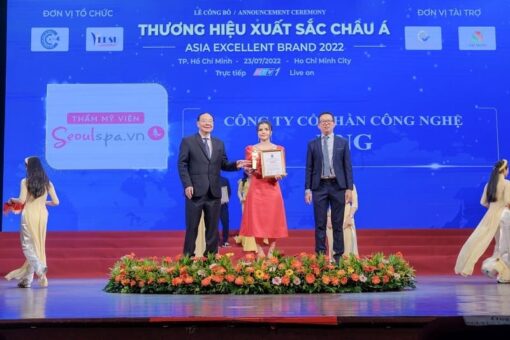 ĐƠN VỊ TỔ CHỨC
LỄ CÔNG BỐ / ANNOUNCEMENT CEREMONY
ĐƠN VỊ TÀI TRỢ
THƯƠNG HIỆU XUẤT SẮC CHÂU Á
ASIA EXCELLENT BRAND 2022
TP. Hồ Chí Minh - 23/07/2022 - Ho Chi Minh City
Trực tiếp
Live on
THẨM MỸ VIỆN
Seoulspa.vn
CÔNG TY CỔ PHẦN CÔNG NGHỆ
NG